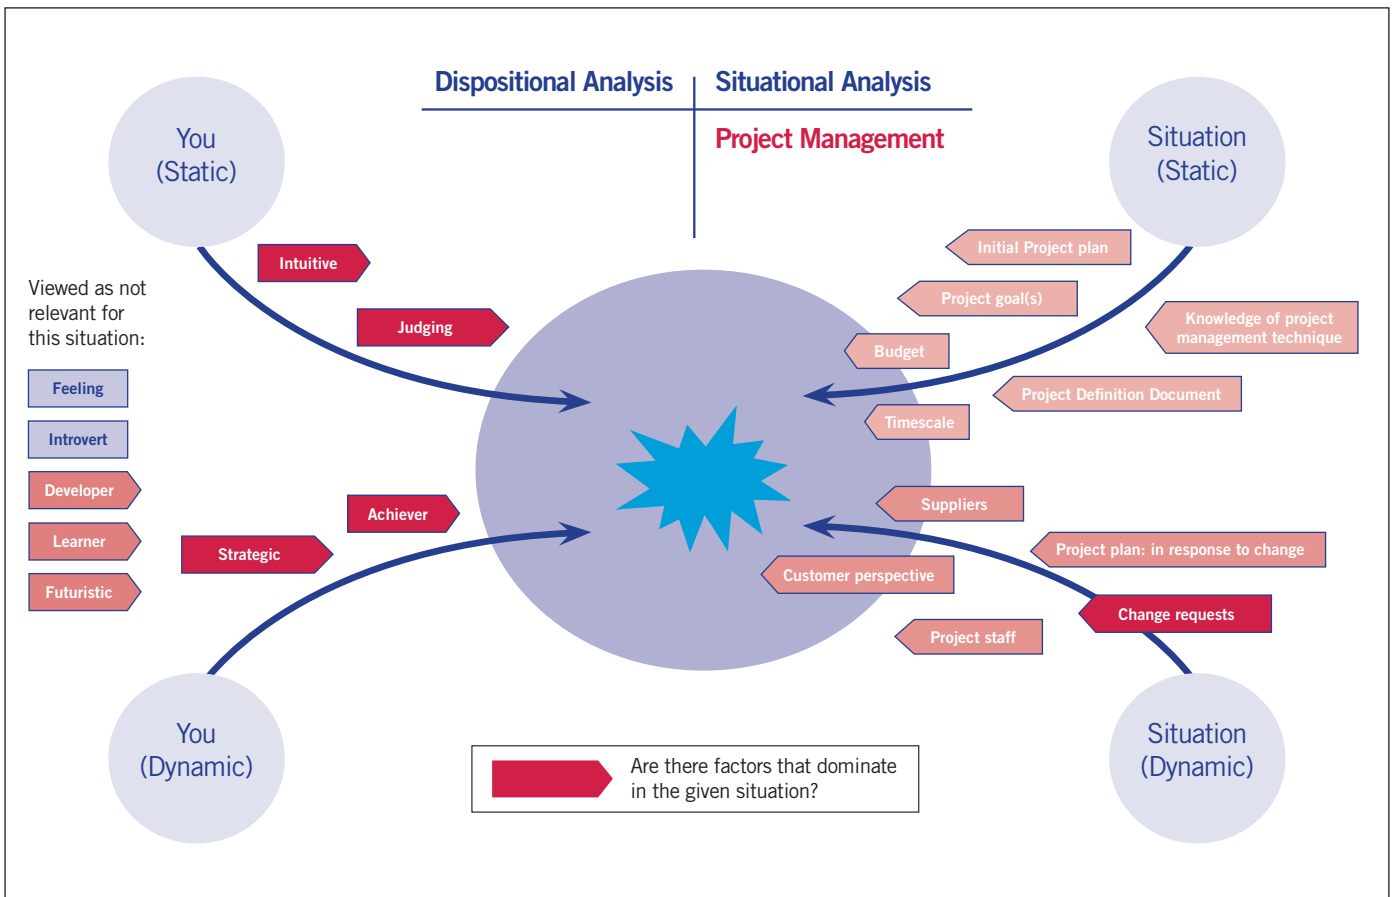 Dispositional Analysis
Situational Analysis
Project Management
You
(Static)
Situation
(Static)
Intuitive
Judging
Initial Project plan
Project goal(s)
Knowledge of project
management technique
Budget
Project Definition Document
Timescale
Viewed as not
relevant for
this situation:
Feeling
Introvert
Developer
Learner
Futuristic
Achiever
Strategic
Suppliers
Project plan: in response to change
Customer perspective
Change requests
Project staff
You
(Dynamic)
Situation
(Dynamic)
Are there factors that dominate
in the given situation?